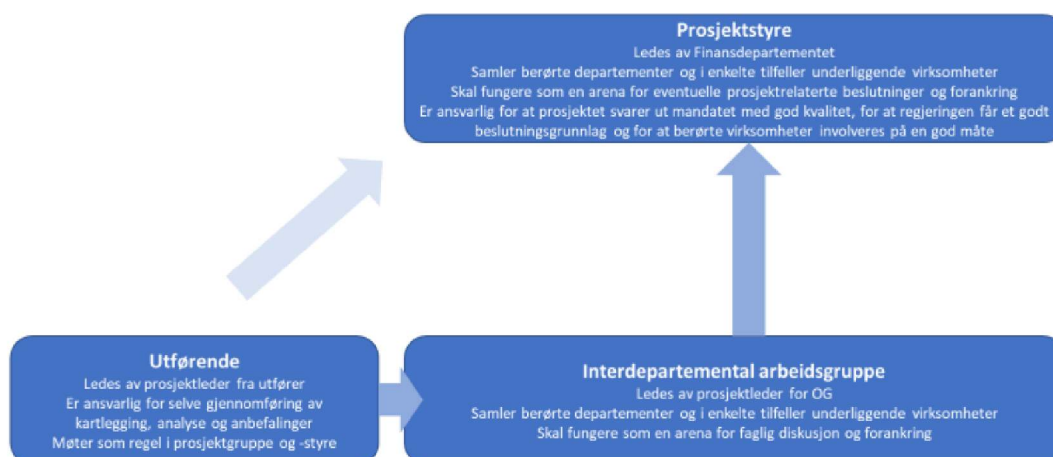 Prosjektstyre
Ledes av Finansdepartementet
Samler berørte departementer og i enkelte tilfeller underliggende virksomheter
Skal fungere som en arena for eventuelle prosjektrelaterte beslutninger og forankring
Er ansvarlig for at prosjektet svarer ut mandatet med god kvalitet, for at regjeringen får et godt
beslutningsgrunnlag og for at berørte virksomheter involveres på en god måte
Utførende
Ledes av prosjektleder fra utfører
Er ansvarlig for selve gjennomføring av
kartlegging, analyse og anbefalinger
Møter som regel i prosjektgruppe og -styre
Interdepartemental arbeidsgruppe
Ledes av prosjektleder for OG
Samler berørte departementer og i enkelte tilfeller underliggende virksomheter
Skal fungere som en arena for faglig diskusjon og forankring